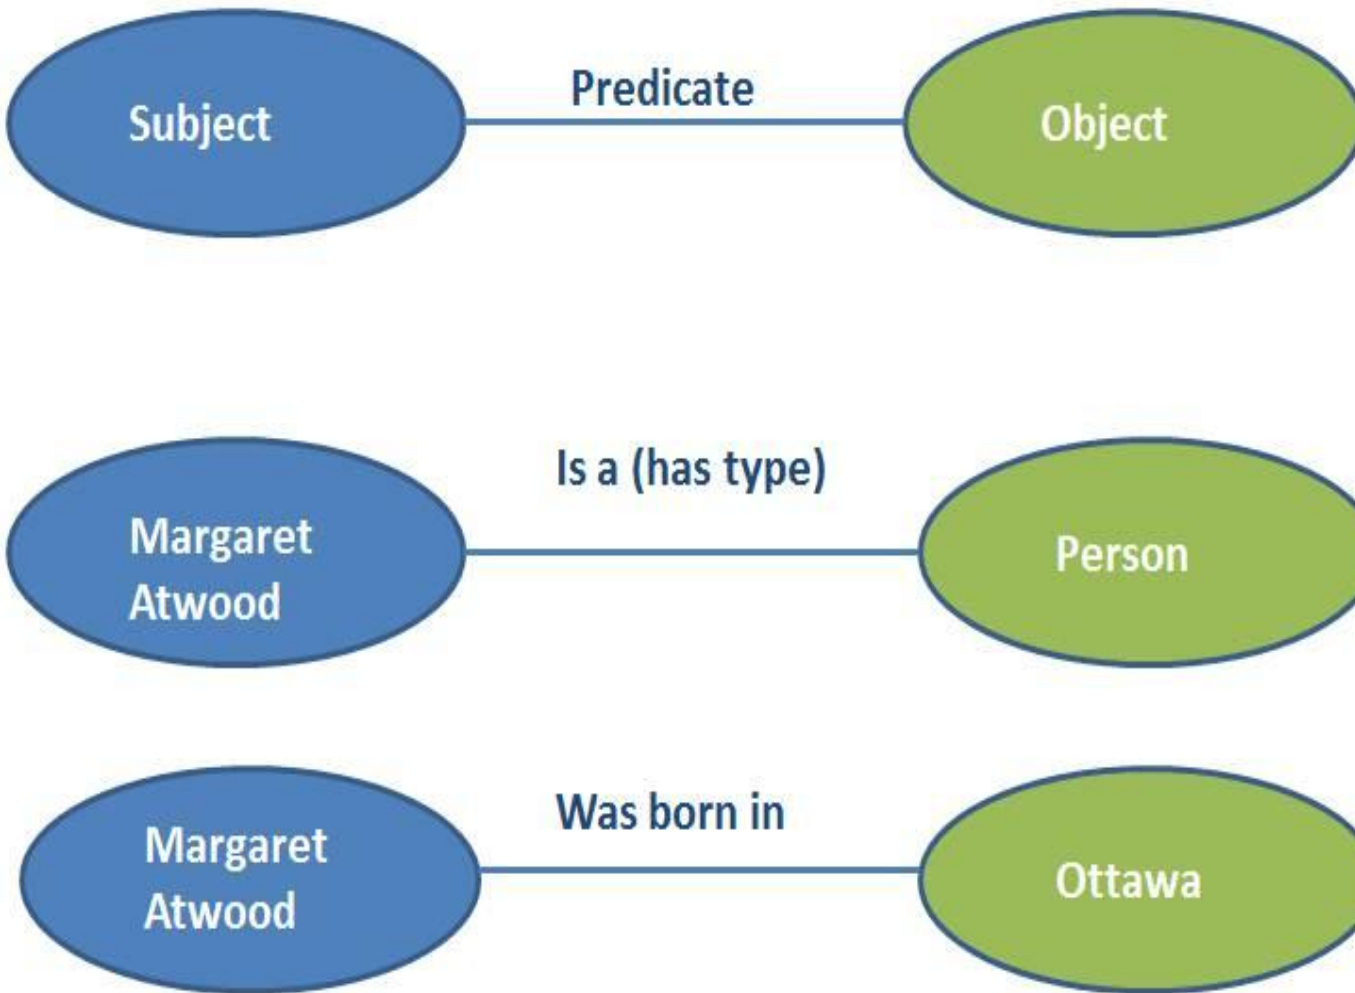 Subject
Predicate
Object
Is a (has type)
Margaret
Atwood
Person
Was born in
Margaret
Atwood
Ottawa